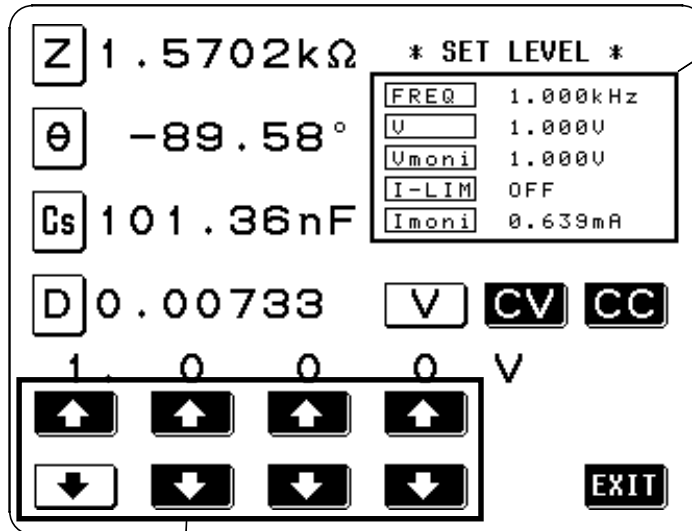 Z 1.5702kΩ
* SET LEVEL *
FREQ 1.000kHz
V 1.000V
Vmoni 1.000V
I-LIM OFF
Imoni 0.639mA
θ -89.58°
Cs 101.36nF
D 0.00733
V CV CC
1. 0 0 0 V
EXIT